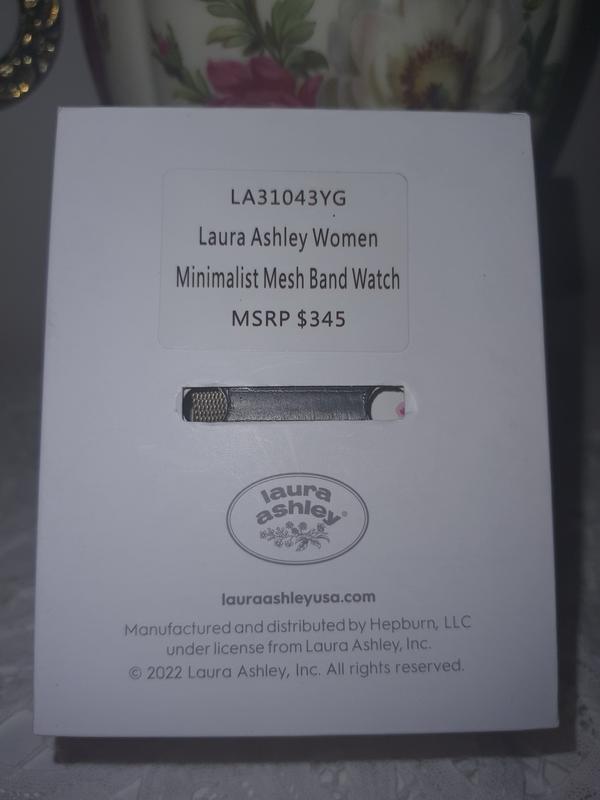 LA31043YG
Laura Ashley Women
Minimalist Mesh Band Watch
MSRP $345
laura
ashley®
lauraashleyusa.com
Manufactured and distributed by Hepburn, LLC
under license from Laura Ashley, Inc.
© 2022 Laura Ashley, Inc. All rights reserved.